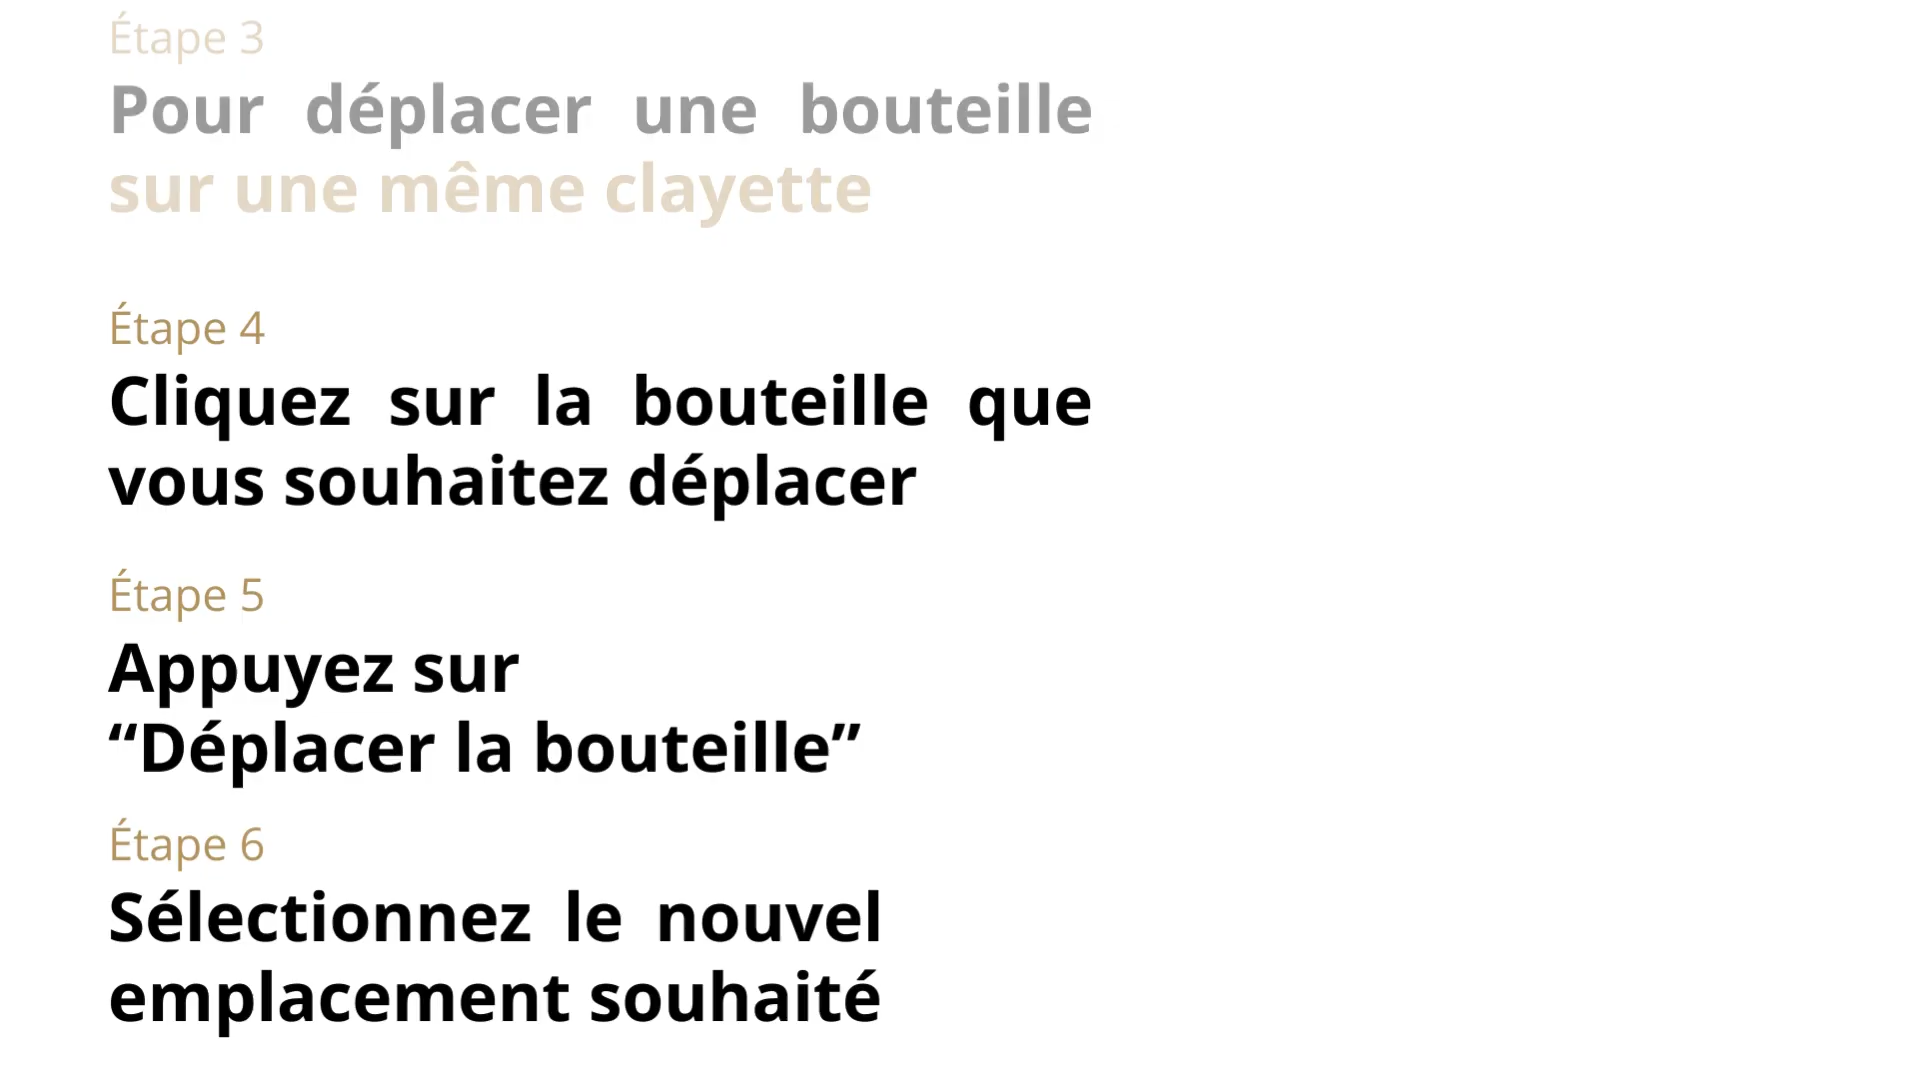 Étape 3
Pour déplacer une bouteille
sur une même clayette
Étape 4
Cliquez sur la bouteille que
vous souhaitez déplacer
Étape 5
Appuyez sur
“Déplacer la bouteille”
Étape 6
Sélectionnez le nouvel
emplacement souhaité